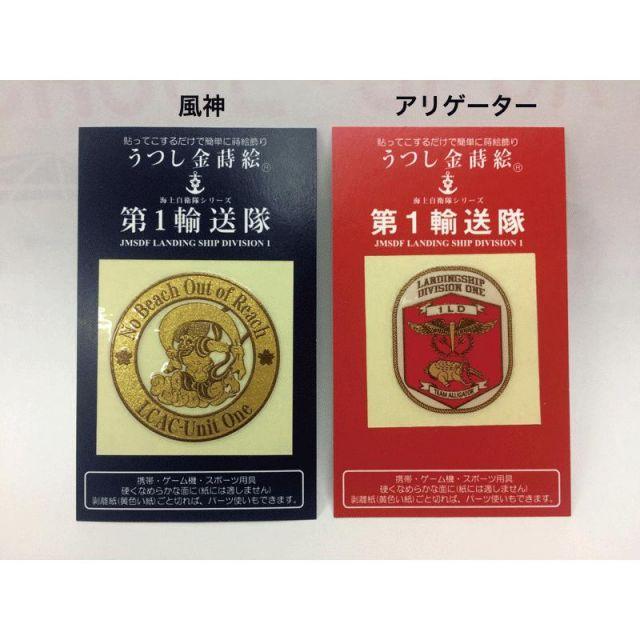 風神
貼ってこするだけで簡単に蒔絵飾り
うつし金蒔絵®
海上自衛隊シリーズ
第1輸送隊
JMSDF LANDING SHIP DIVISION 1
No Beach Out of Reach
LCAC-Unit One
携帯・ゲーム機・スポーツ用具
硬くなめらかな面に(紙には適しません)
剥離紙(黄色い紙)ごと切れば、パーツ使いもできます。
アリゲーター
貼ってこするだけで簡単に蒔絵飾り
うつし金蒔絵®
海上自衛隊シリーズ
第1輸送隊
JMSDF LANDING SHIP DIVISION 1
LANDINGSHIP
DIVISION ONE
1LD
TEAM ALLIGATOR
携帯・ゲーム機・スポーツ用具
硬くなめらかな面に(紙には適しません)
剥離紙(黄色い紙)ごと切れば、パーツ使いもできます。